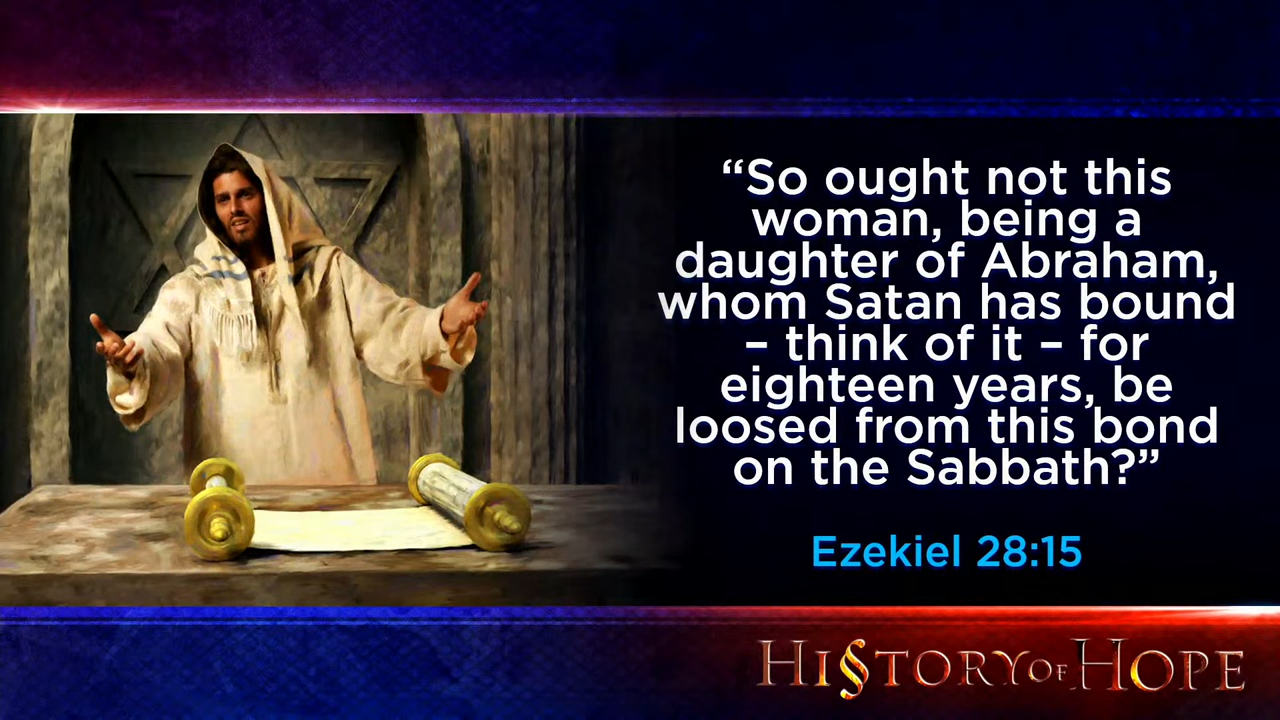 “So ought not this
woman, being a
daughter of Abraham,
whom Satan has bound
– think of it – for
eighteen years, be
loosed from this bond
on the Sabbath?”
Ezekiel 28:15
HiSTORY OF HOPE